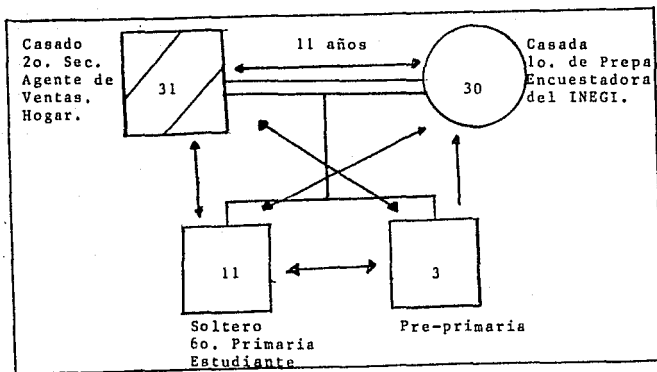 Casado
2o. Sec.
Agente de
Ventas.
Hogar.
31
11 años
30
Casada
1o. de Prepa
Encuestadora
del INEGI.
11
3
Soltero
6o. Primaria
Estudiante
Pre-primaria